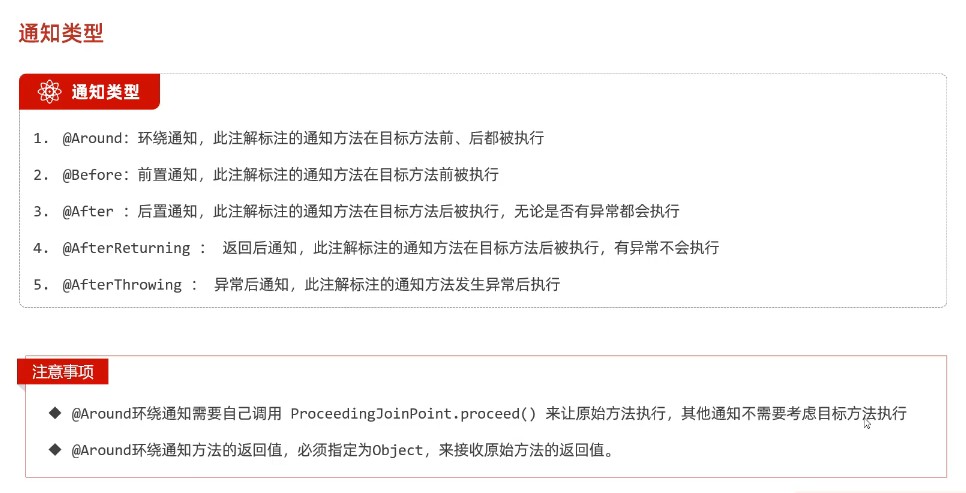 通知类型
通知类型
1. @Around：环绕通知，此注解标注的通知方法在目标方法前、后都被执行
2. @Before：前置通知，此注解标注的通知方法在目标方法前被执行
3. @After ：后置通知，此注解标注的通知方法在目标方法后被执行，无论是否有异常都会执行
4. @AfterReturning ： 返回后通知，此注解标注的通知方法在目标方法后被执行，有异常不会执行
5. @AfterThrowing ： 异常后通知，此注解标注的通知方法发生异常后执行
注意事项
◆ @Around环绕通知需要自己调用 ProceedingJoinPoint.proceed() 来让原始方法执行，其他通知不需要考虑目标方法执行
◆ @Around环绕通知方法的返回值，必须指定为Object，来接收原始方法的返回值。